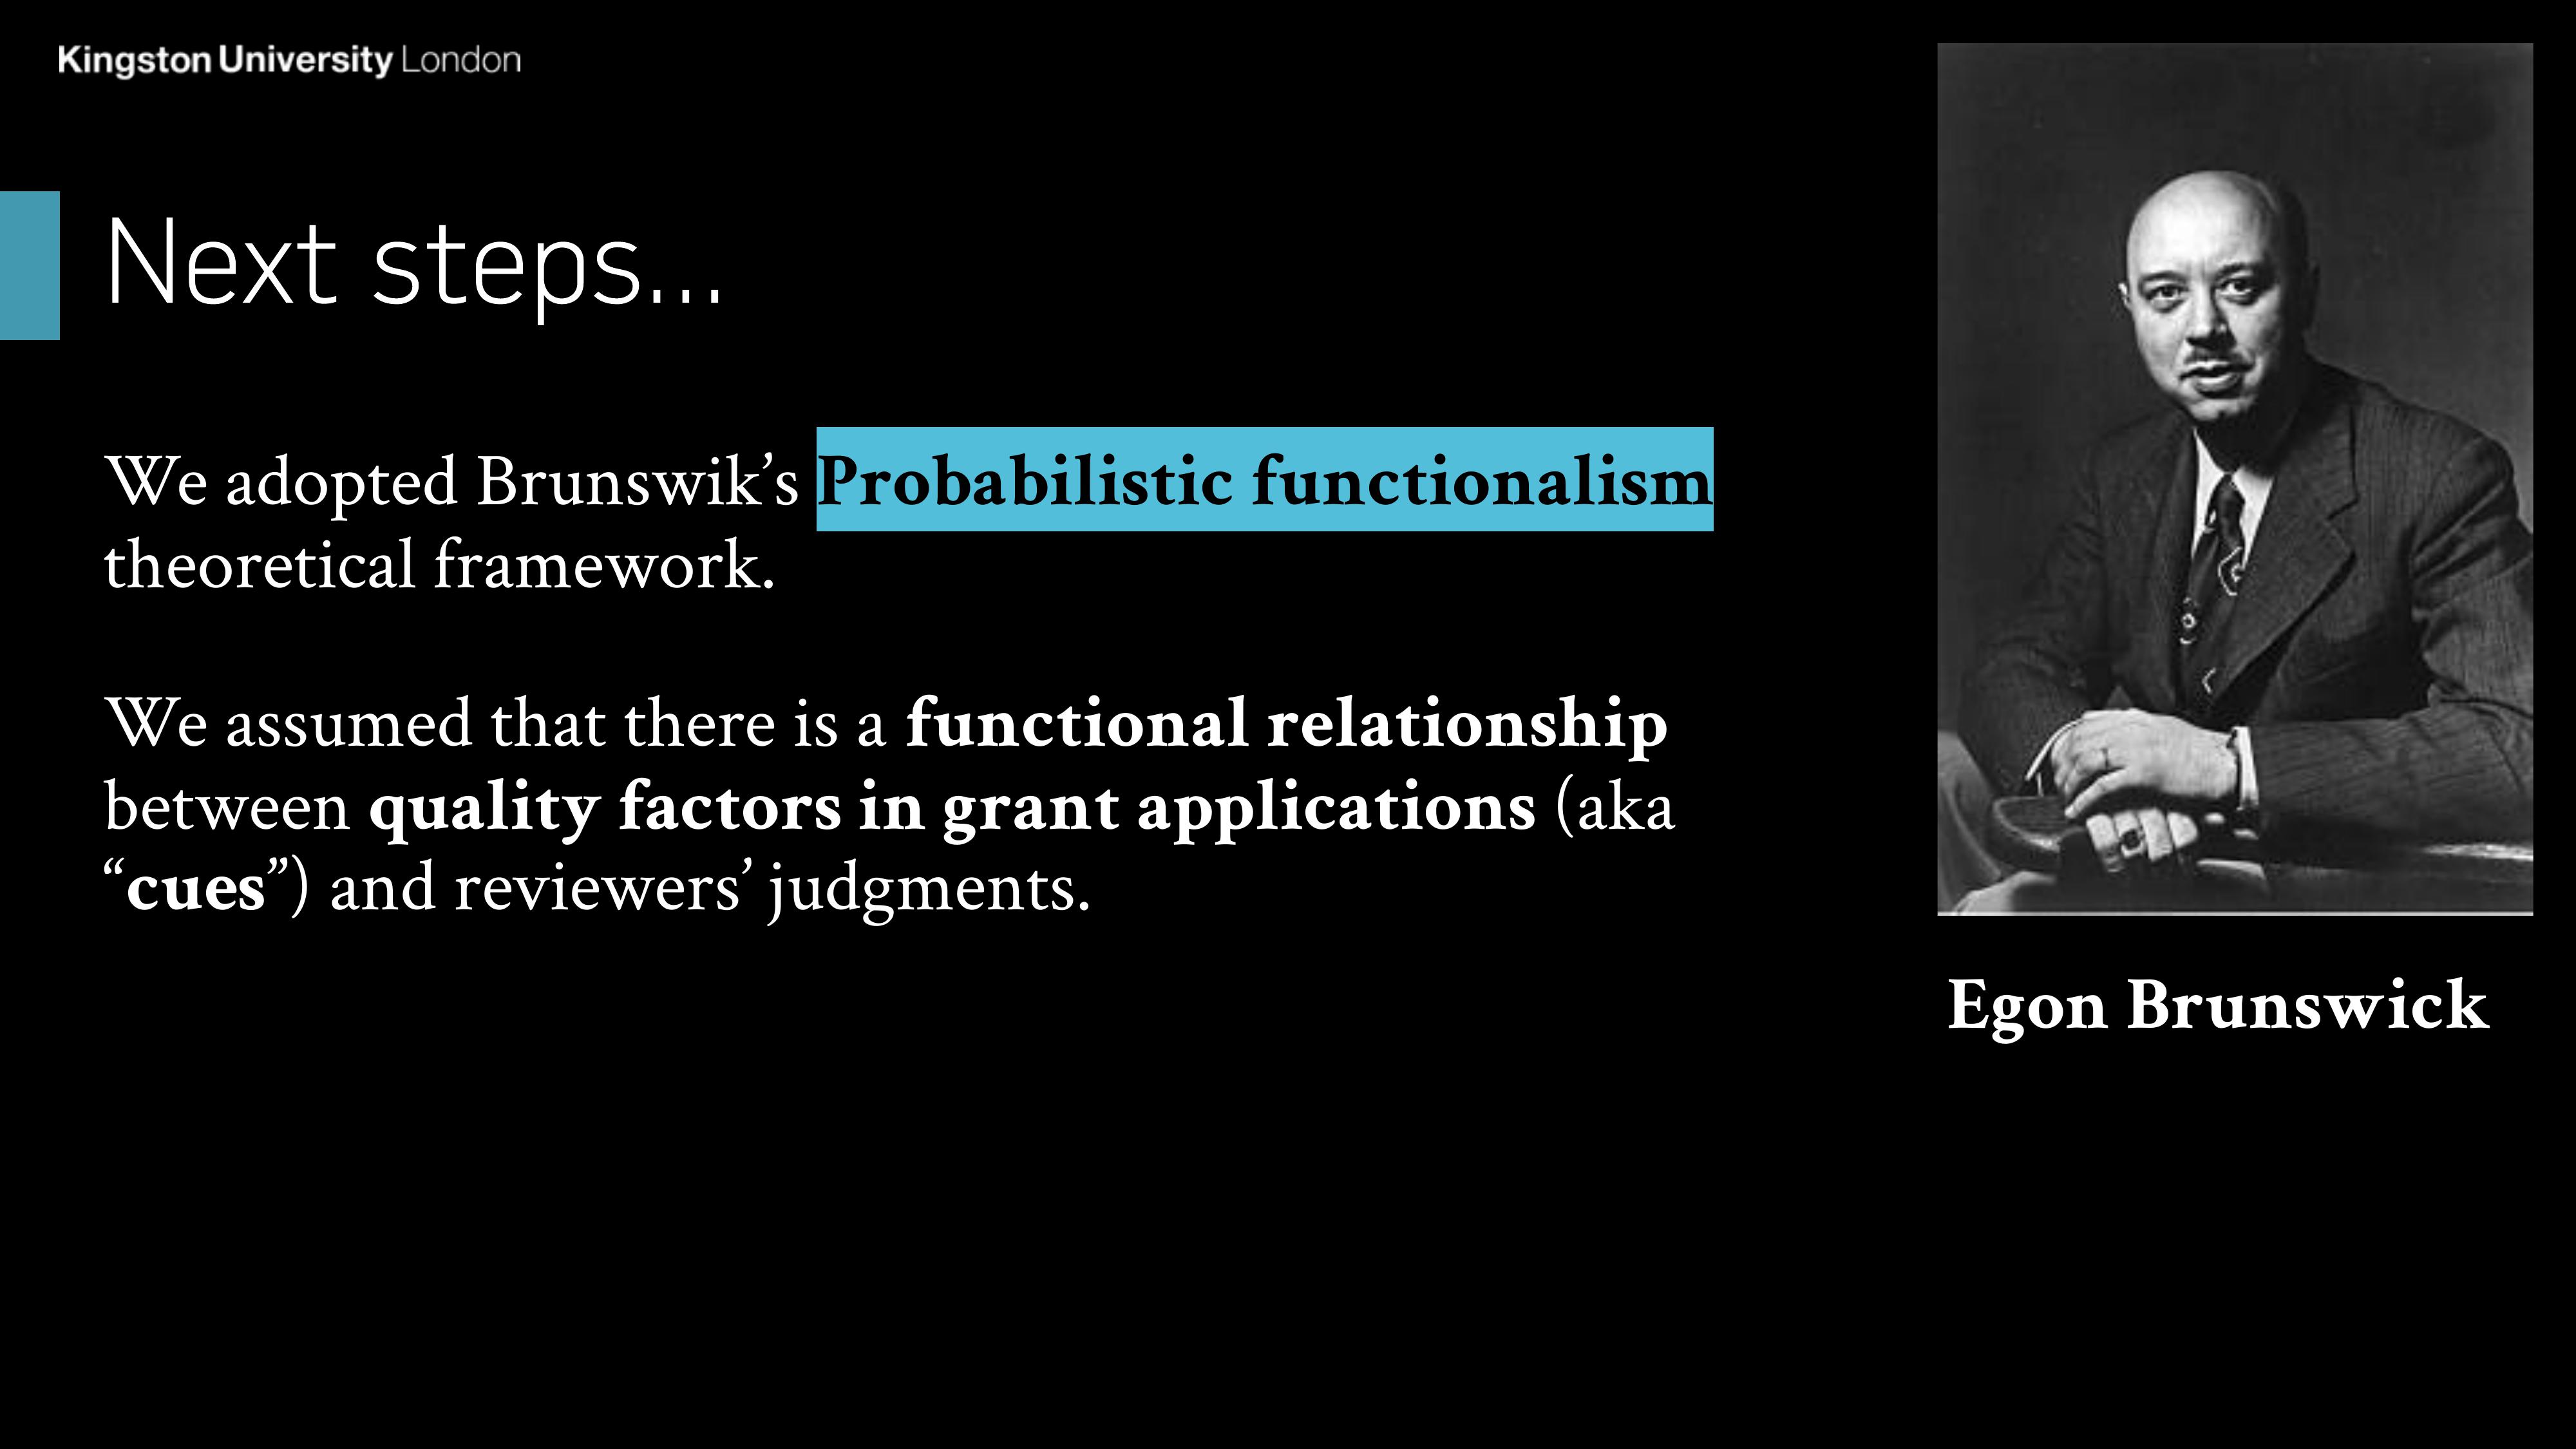 Kingston University London
Next steps...
We adopted Brunswik’s Probabilistic functionalism
theoretical framework.
We assumed that there is a functional relationship
between quality factors in grant applications (aka
“cues”) and reviewers’ judgments.
Egon Brunswick